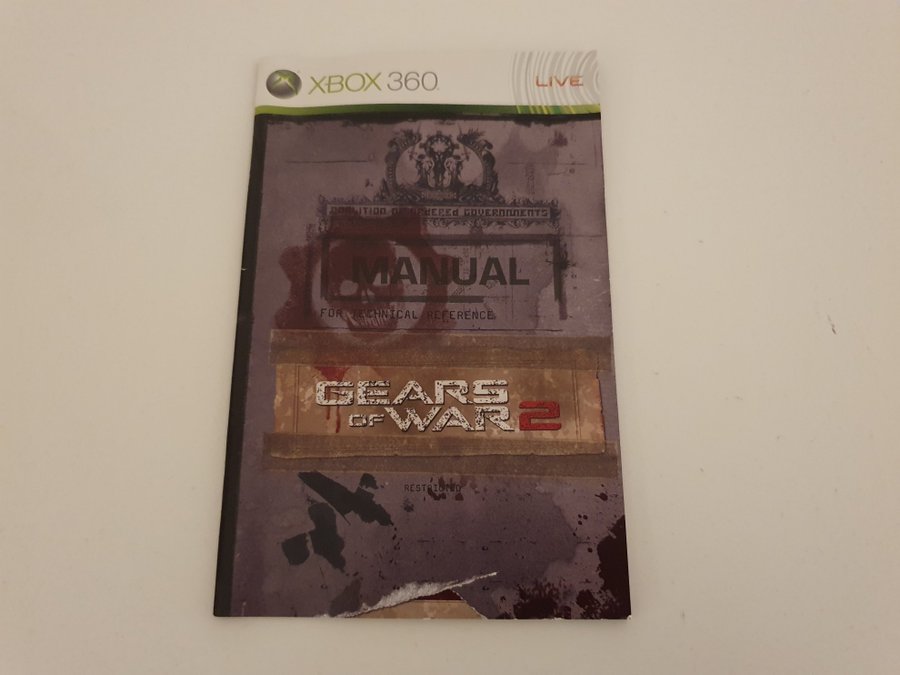 XBOX 360
LIVE
COALITION OF ORDERED GOVERNMENTS
MANUAL
FOR TECHNICAL REFERENCE
GEARS
OF WAR 2
RESTRICTED